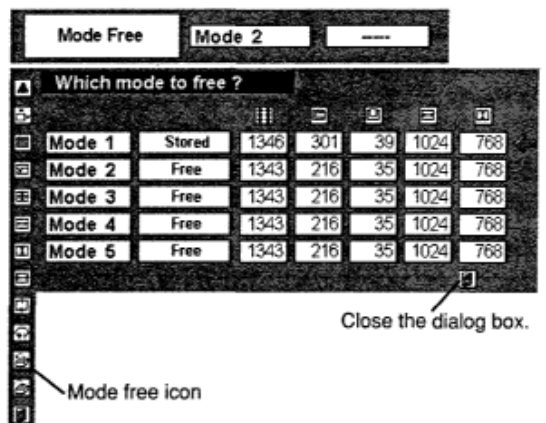 Mode Free Mode 2 -----
Which mode to free ?
Mode 1 Stored 1346 301 39 1024 768
Mode 2 Free 1343 216 35 1024 768
Mode 3 Free 1343 216 35 1024 768
Mode 4 Free 1343 216 35 1024 768
Mode 5 Free 1343 216 35 1024 768
Close the dialog box.
Mode free icon